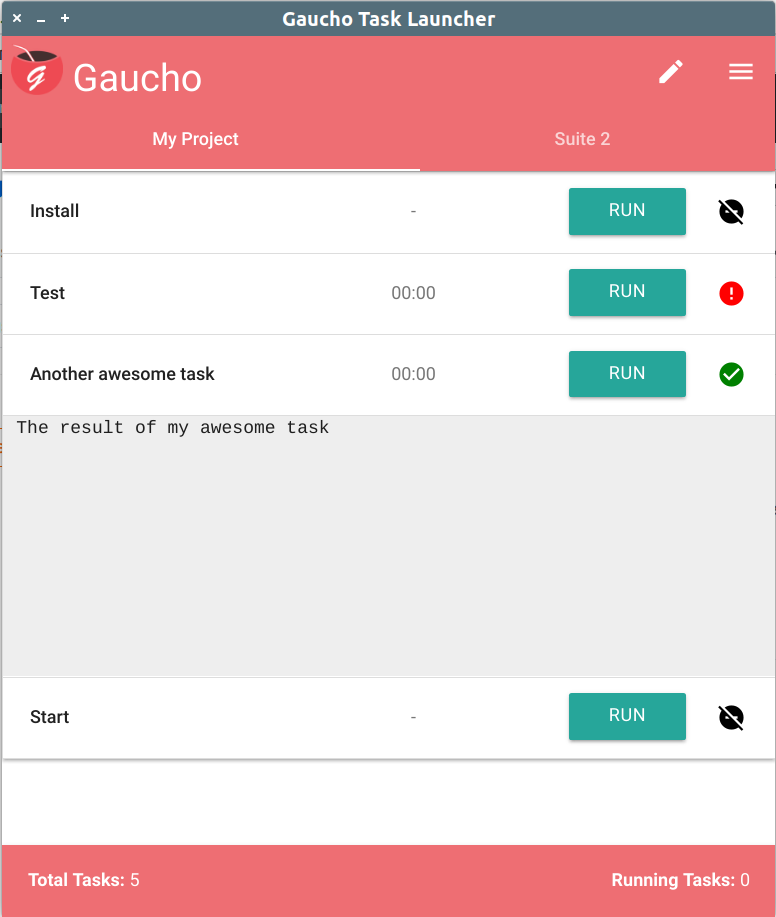 Gaucho Task Launcher
Gaucho
My Project
Suite 2
Install - RUN
Test 00:00 RUN
Another awesome task 00:00 RUN
The result of my awesome task
Start - RUN
Total Tasks: 5
Running Tasks: 0